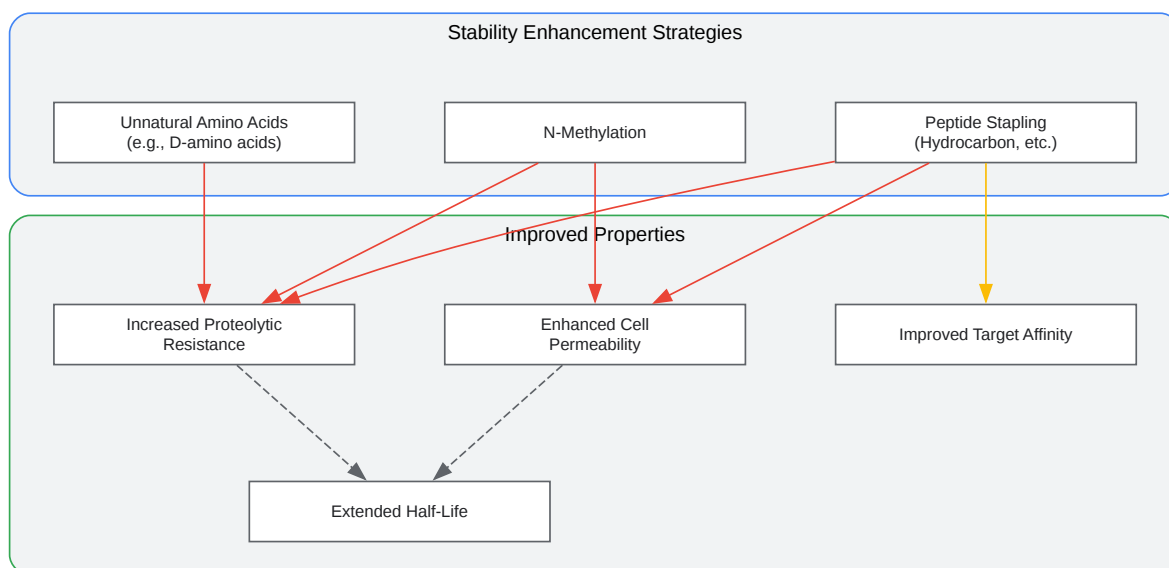 Stability Enhancement Strategies
Unnatural Amino Acids
(e.g., D-amino acids)
N-Methylation
Peptide Stapling
(Hydrocarbon, etc.)
Improved Properties
Increased Proteolytic
Resistance
Enhanced Cell
Permeability
Improved Target Affinity
Extended Half-Life